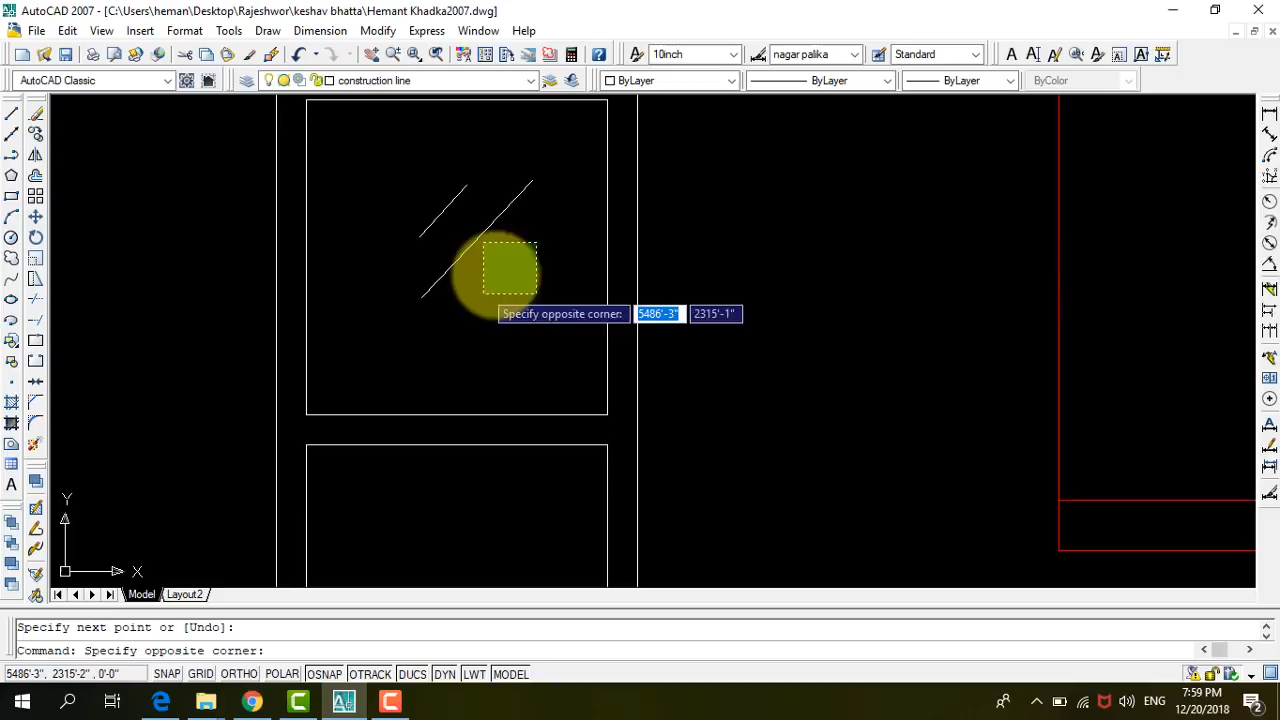 AutoCAD 2007 - [C:\Users\heman\Desktop\Rajeshwor\keshav bhatta\Hemant Khadka2007.dwg]
File Edit View Insert Format Tools Draw Dimension Modify Express Window Help
10inch nagar palika Standard
AutoCAD Classic construction line ByLayer ByLayer ByLayer ByColor
Specify opposite corner: 5486'-3" 2315'-1"
Y
X
Model Layout2
Specify next point or [Undo]:
Command: Specify opposite corner:
5486'-3", 2315'-2" , 0'-0" SNAP GRID ORTHO POLAR OSNAP OTRACK DUCS DYN LWT MODEL
ENG
7:59 PM
12/20/2018
2